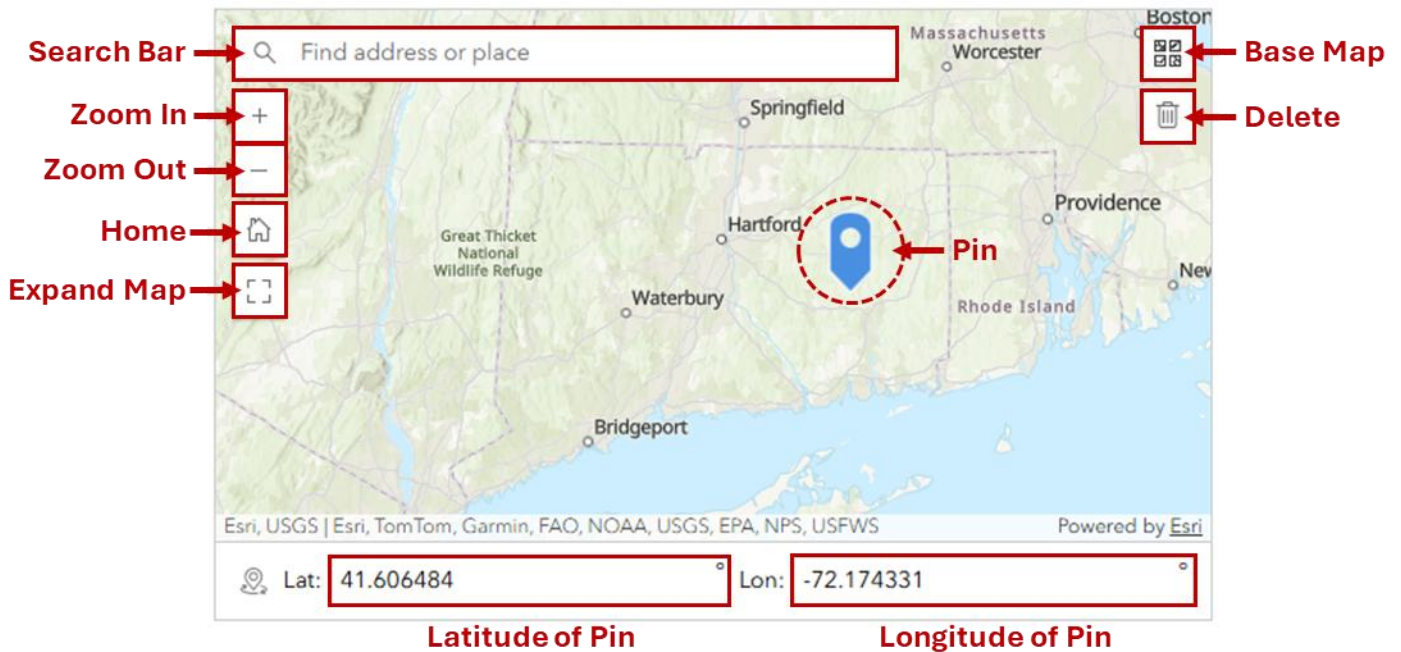 Search Bar
Find address or place
Massachusetts
Boston
Worcester
Base Map
Zoom In
+
Springfield
Delete
Zoom Out
−
Home
Hartford
Providence
Great Thicket
National
Wildlife Refuge
Pin
Expand Map
Waterbury
Rhode Island
New
Bridgeport
Esri, USGS | Esri, TomTom, Garmin, FAO, NOAA, USGS, EPA, NPS, USFWS
Powered by Esri
Lat: 41.606484 °
Lon: -72.174331 °
Latitude of Pin
Longitude of Pin